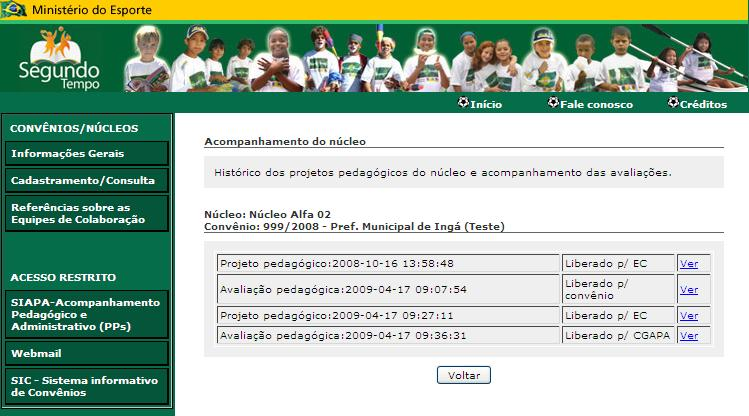 Ministério do Esporte
Segundo
Tempo
Início Fale conosco Créditos
CONVÊNIOS/NÚCLEOS
Informações Gerais
Cadastramento/Consulta
Referências sobre as
Equipes de Colaboração
ACESSO RESTRITO
SIAPA-Acompanhamento
Pedagógico e
Administrativo (PPs)
Webmail
SIC - Sistema informativo
de Convênios
Acompanhamento do núcleo
Histórico dos projetos pedagógicos do núcleo e acompanhamento das avaliações.
Núcleo: Núcleo Alfa 02
Convênio: 999/2008 - Pref. Municipal de Ingá (Teste)
Projeto pedagógico:2008-10-16 13:58:48 Liberado p/ EC Ver
Avaliação pedagógica:2009-04-17 09:07:54 Liberado p/ convênio Ver
Projeto pedagógico:2009-04-17 09:27:11 Liberado p/ EC Ver
Avaliação pedagógica:2009-04-17 09:36:31 Liberado p/ CGAPA Ver
Voltar